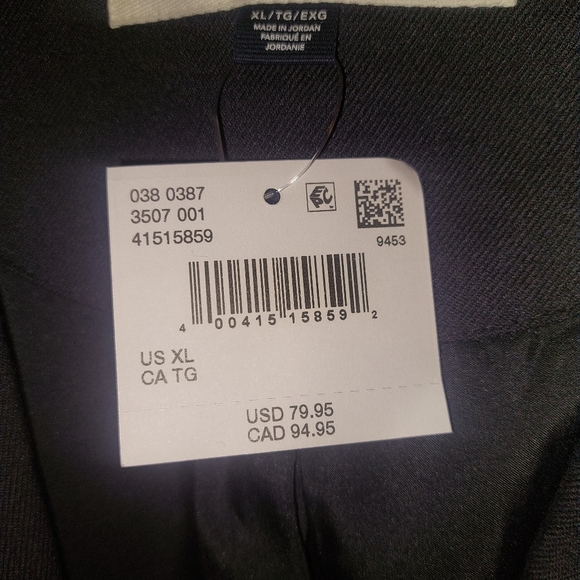 XL/TG/EXG
MADE IN JORDAN
FABRIQUÉ EN
JORDANIE
038 0387
3507 001
41515859
9453
4 00415 15859 2
US XL
CA TG
USD 79.95
CAD 94.95